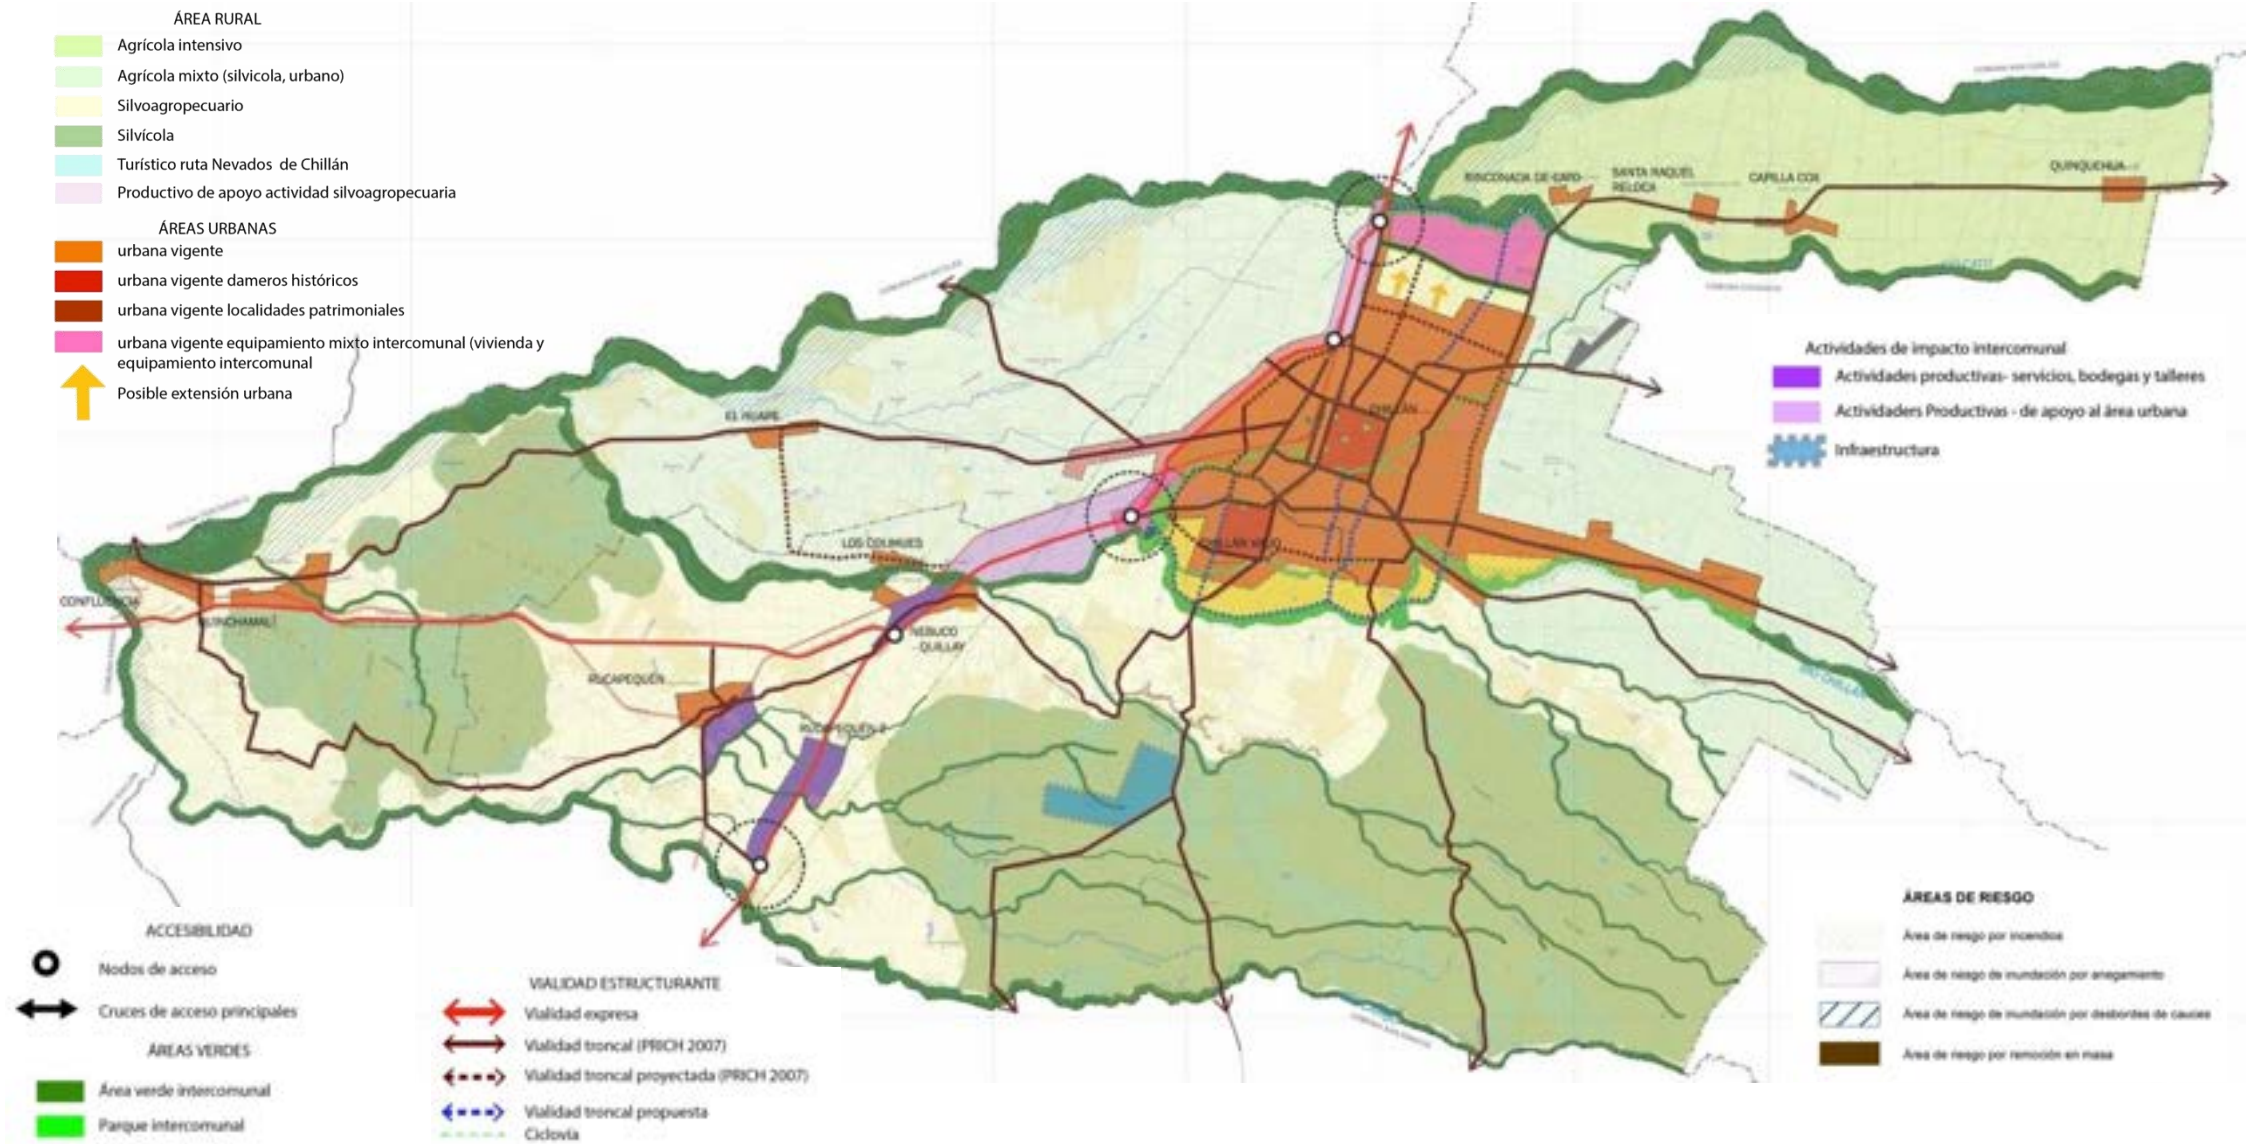 ÁREA RURAL
Agrícola intensivo
Agrícola mixto (silvicola, urbano)
Silvoagropecuario
Silvícola
Turístico ruta Nevados de Chillán
Productivo de apoyo actividad silvoagropecuaria
ÁREAS URBANAS
urbana vigente
urbana vigente dameros históricos
urbana vigente localidades patrimoniales
urbana vigente equipamiento mixto intercomunal (vivienda y
equipamiento intercomunal
Posible extensión urbana
RINCONADA DE CATO
SANTA RAQUEL
RELOCA
CAPILLA COX
QUINQUEHUA
EL HUAPE
CHILLÁN
LOS COLIHUES
CHILLÁN VIEJO
CONFLUENCIA
QUINCHAMALÍ
NEBUCO
QUILLAY
RUCAPEQUÉN
RUCAPEQUEN 2
RIO CHILLÁN
Actividades de impacto intercomunal
Actividades productivas- servicios, bodegas y talleres
Actividaders Productivas - de apoyo al área urbana
Infraestructura
ÁREAS DE RIESGO
Área de riesgo por incendios
Área de riesgo de inundación por anegamiento
Área de riesgo de inundación por desbordes de cauces
Área de riesgo por remoción en masa
ACCESIBILIDAD
Nodos de acceso
Cruces de acceso principales
ÁREAS VERDES
Área verde intercomunal
Parque intercomunal
VIALIDAD ESTRUCTURANTE
Vialidad expresa
Vialidad troncal (PRICH 2007)
Vialidad troncal proyectada (PRICH 2007)
Vialidad troncal propuesta
Ciclovía